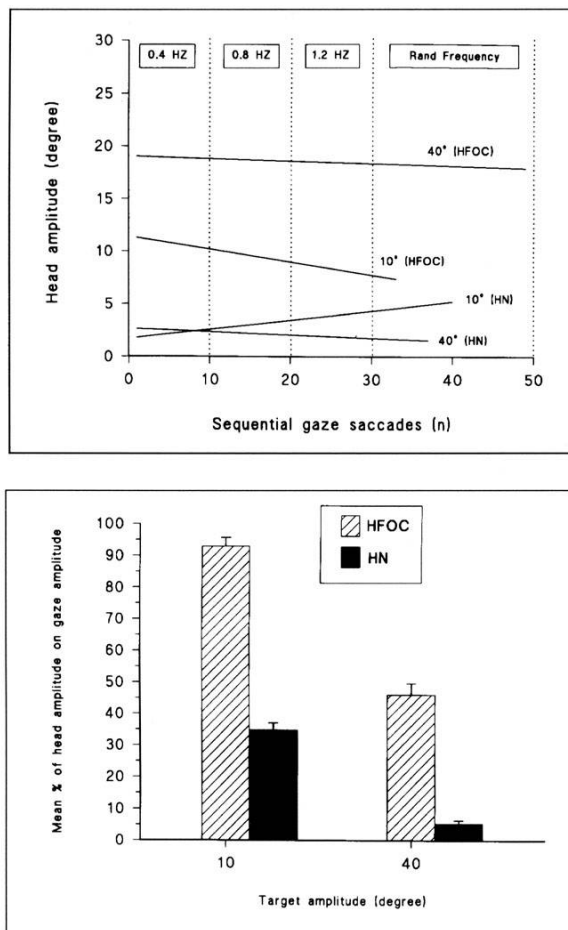 30
25
20
15
10
5
0
Head amplitude (degree)
0.4 HZ 0.8 HZ 1.2 HZ Rand Frequency
40° (HFOC)
10° (HFOC)
10° (HN)
40° (HN)
0 10 20 30 40 50
Sequential gaze saccades (n)
100
90
80
70
60
50
40
30
20
10
0
Mean % of head amplitude on gaze amplitude
HFOC
HN
10 40
Target amplitude (degree)